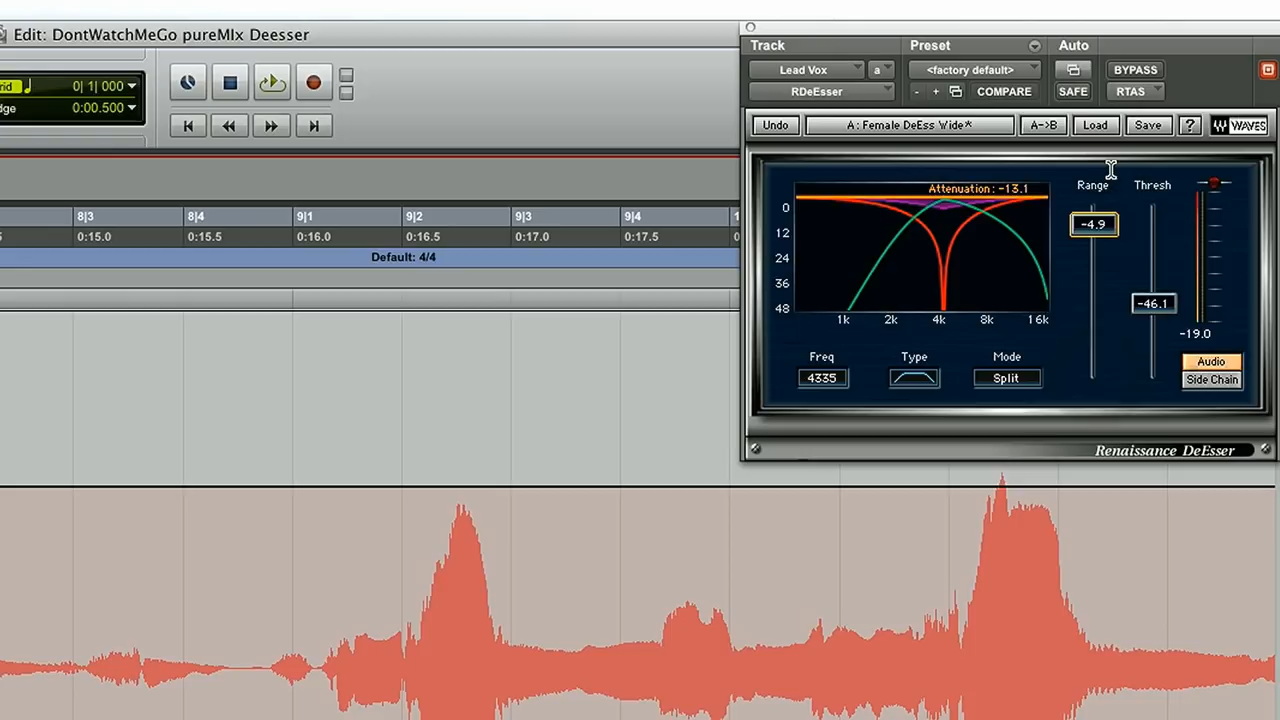 Edit: DontWatchMeGo pureMIx Deesser
rid
0| 1| 000
dge
0:00.500
8|3 8|4 9|1 9|2 9|3 9|4 1
5 0:15.0 0:15.5 0:16.0 0:16.5 0:17.0 0:17.5 0
Default: 4/4
Track Preset Auto
Lead Vox a <factory default> BYPASS
RDeEsser - + COMPARE SAFE RTAS
Undo A: Female DeEss Wide* A->B Load Save ? WAVES
Attenuation: -13.1
Range Thresh
0
12
24
36
48
1k 2k 4k 8k 16k
-4.9
-46.1
-19.0
Freq Type Mode
4335 Split
Audio
Side Chain
Renaissance DeEsser